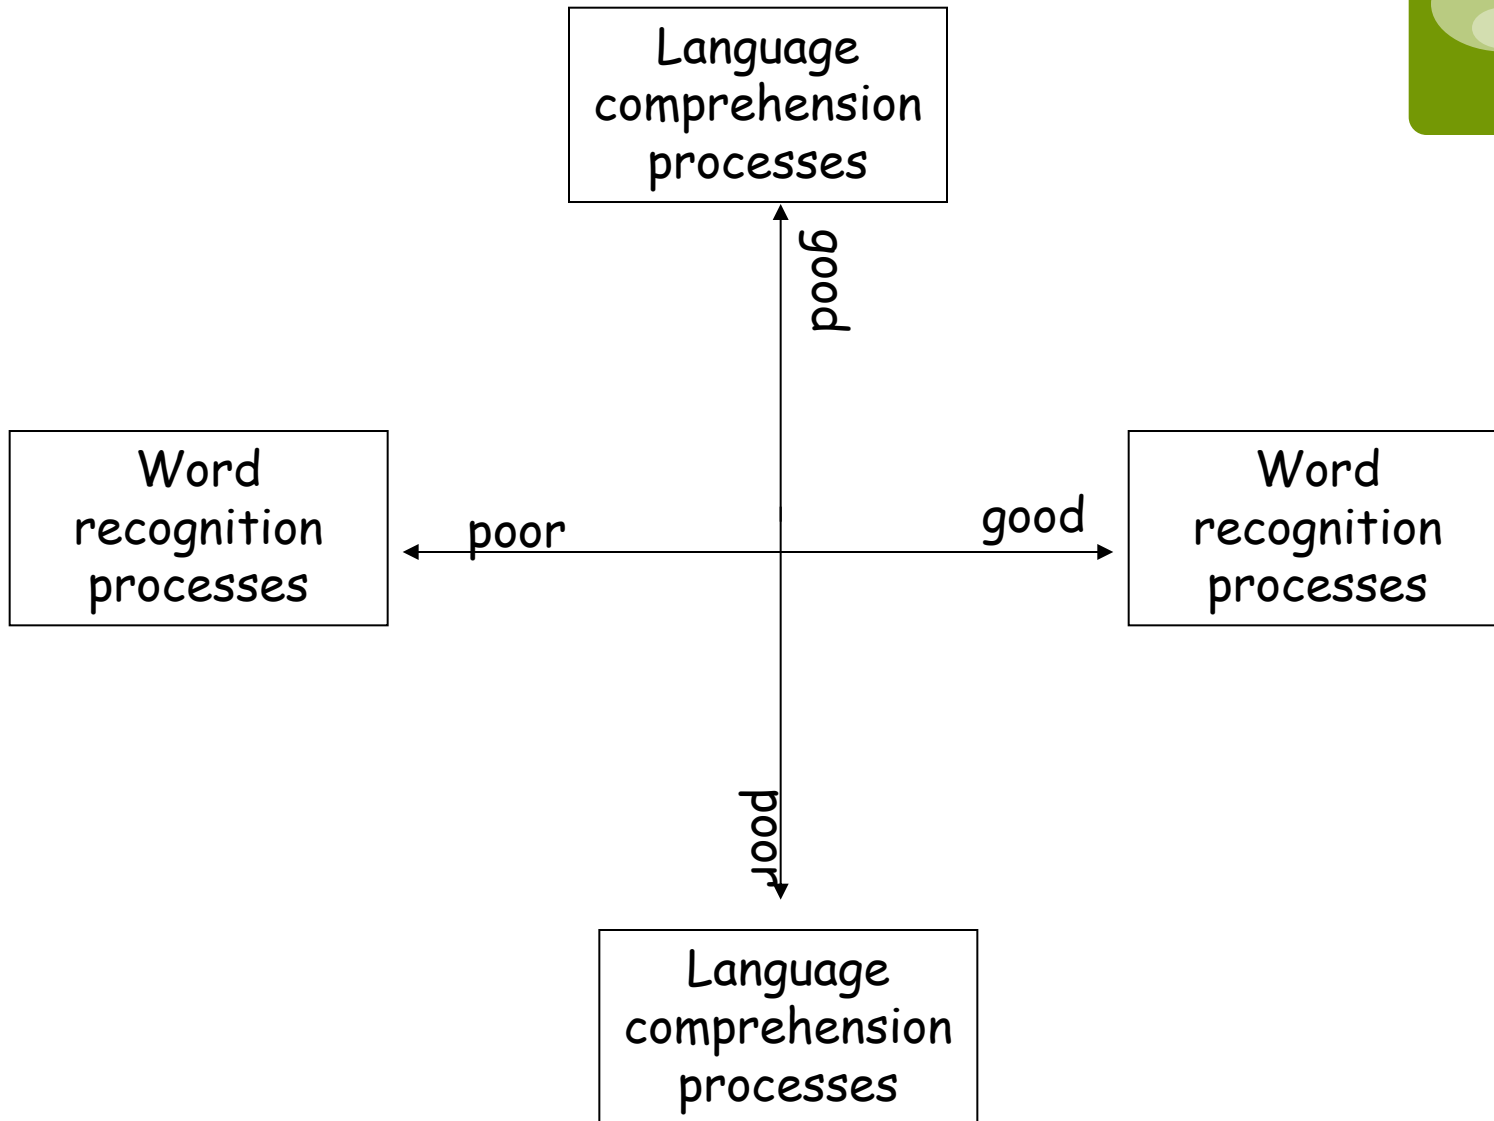 Language
comprehension
processes
good
Word
recognition
processes
poor
good
Word
recognition
processes
poor
Language
comprehension
processes